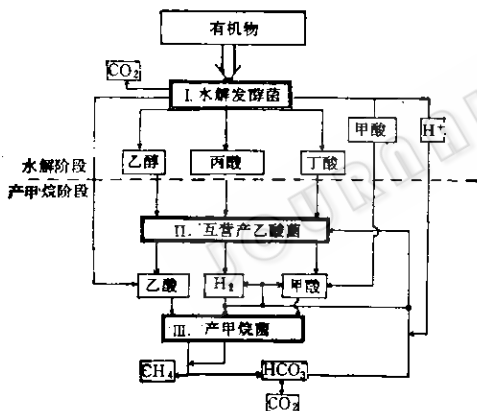 有机物
CO₂
I. 水解发酵菌
甲酸
H⁺
乙醇
丙酸
丁酸
水解阶段
产甲烷阶段
II. 互营产乙酸菌
乙酸
H₂
甲酸
III. 产甲烷菌
CH₄
HCO₃
CO₂
JOURNAL